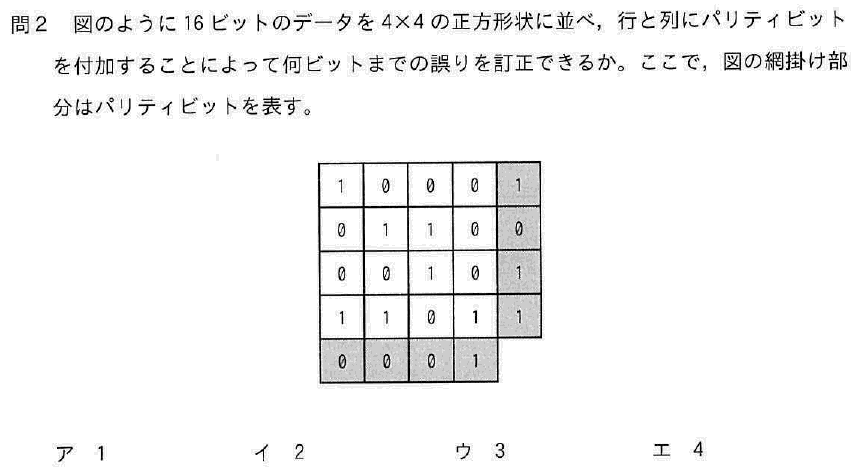 問2 図のように16ビットのデータを4×4の正方形状に並べ，行と列にパリティビット
を付加することによって何ビットまでの誤りを訂正できるか。ここで，図の網掛け部
分はパリティビットを表す。
1 0 0 0 1
0 1 1 0 0
0 0 1 0 1
1 1 0 1 1
0 0 0 1
ア 1 イ 2 ウ 3 エ 4